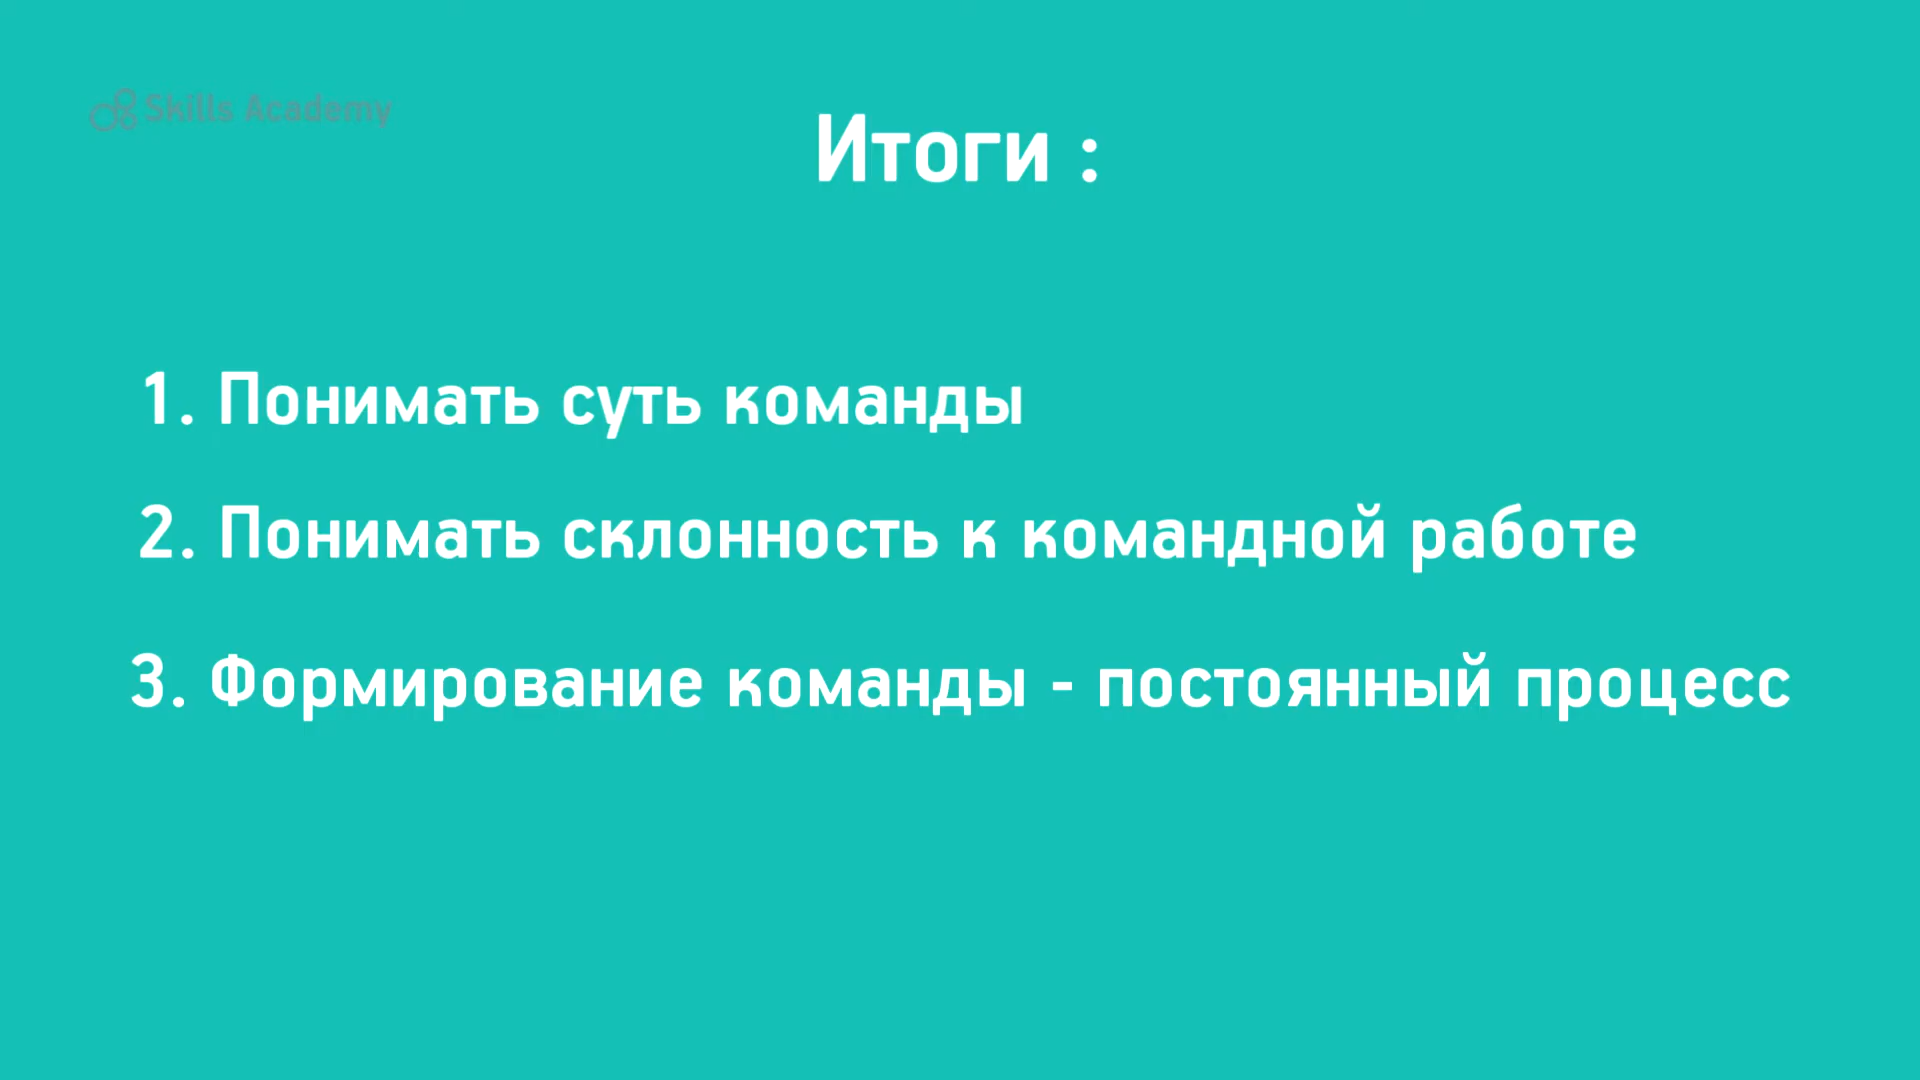 Skills Academy
Итоги :
1. Понимать суть команды
2. Понимать склонность к командной работе
3. Формирование команды - постоянный процесс